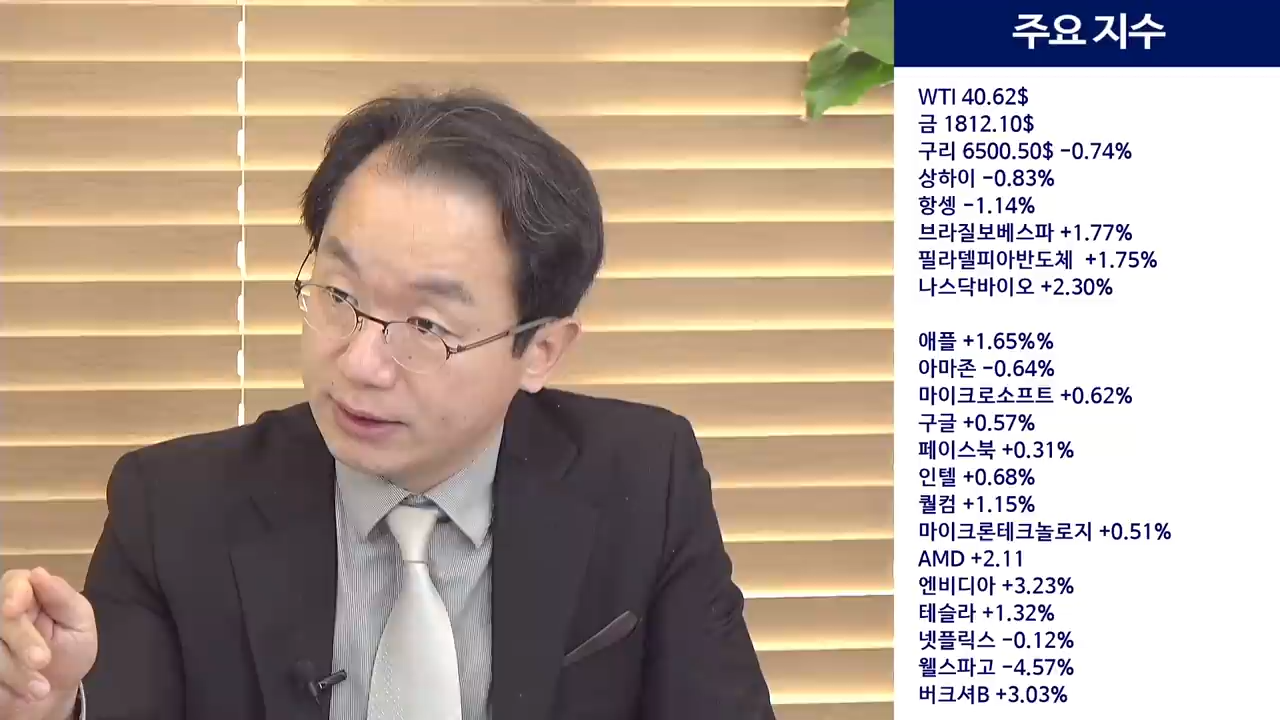 주요 지수
WTI 40.62$
금 1812.10$
구리 6500.50$ -0.74%
상하이 -0.83%
항셍 -1.14%
브라질보베스파 +1.77%
필라델피아반도체 +1.75%
나스닥바이오 +2.30%
애플 +1.65%%
아마존 -0.64%
마이크로소프트 +0.62%
구글 +0.57%
페이스북 +0.31%
인텔 +0.68%
퀄컴 +1.15%
마이크론테크놀로지 +0.51%
AMD +2.11
엔비디아 +3.23%
테슬라 +1.32%
넷플릭스 -0.12%
웰스파고 -4.57%
버크셔B +3.03%